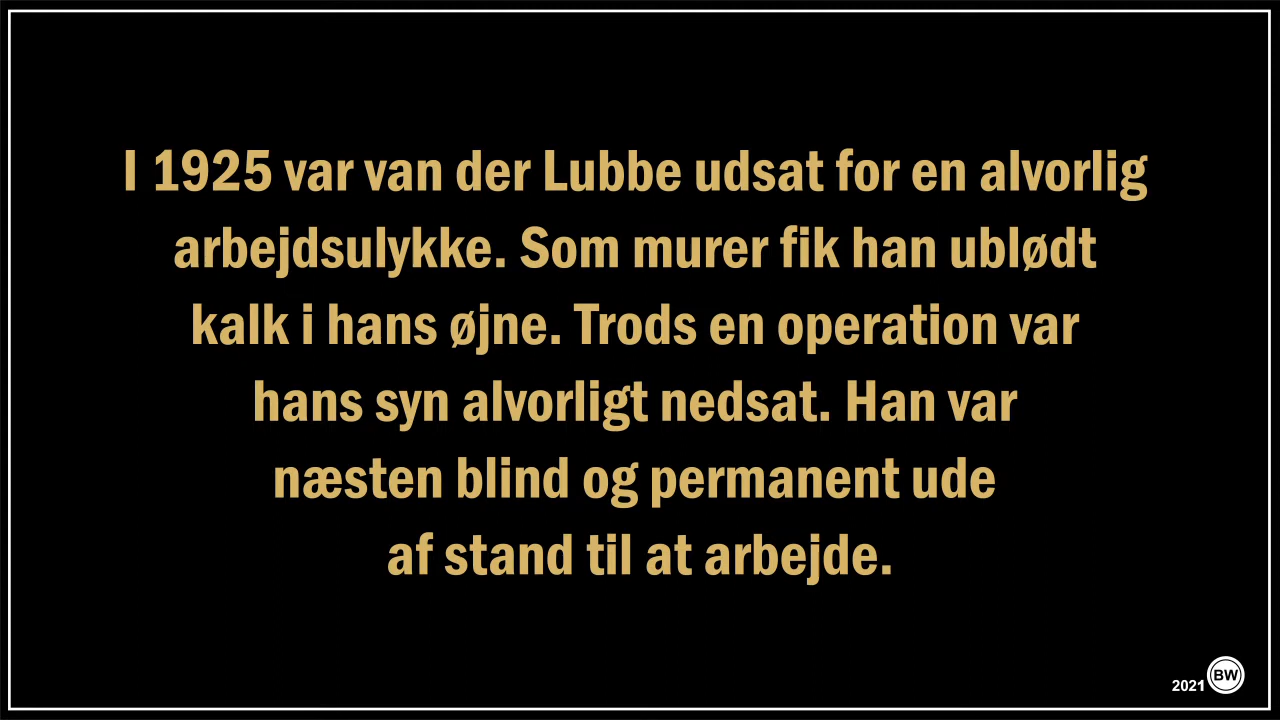 I 1925 var van der Lubbe udsat for en alvorlig
arbejdsulykke. Som murer fik han ublødt
kalk i hans øjne. Trods en operation var
hans syn alvorligt nedsat. Han var
næsten blind og permanent ude
af stand til at arbejde.
2021 BW